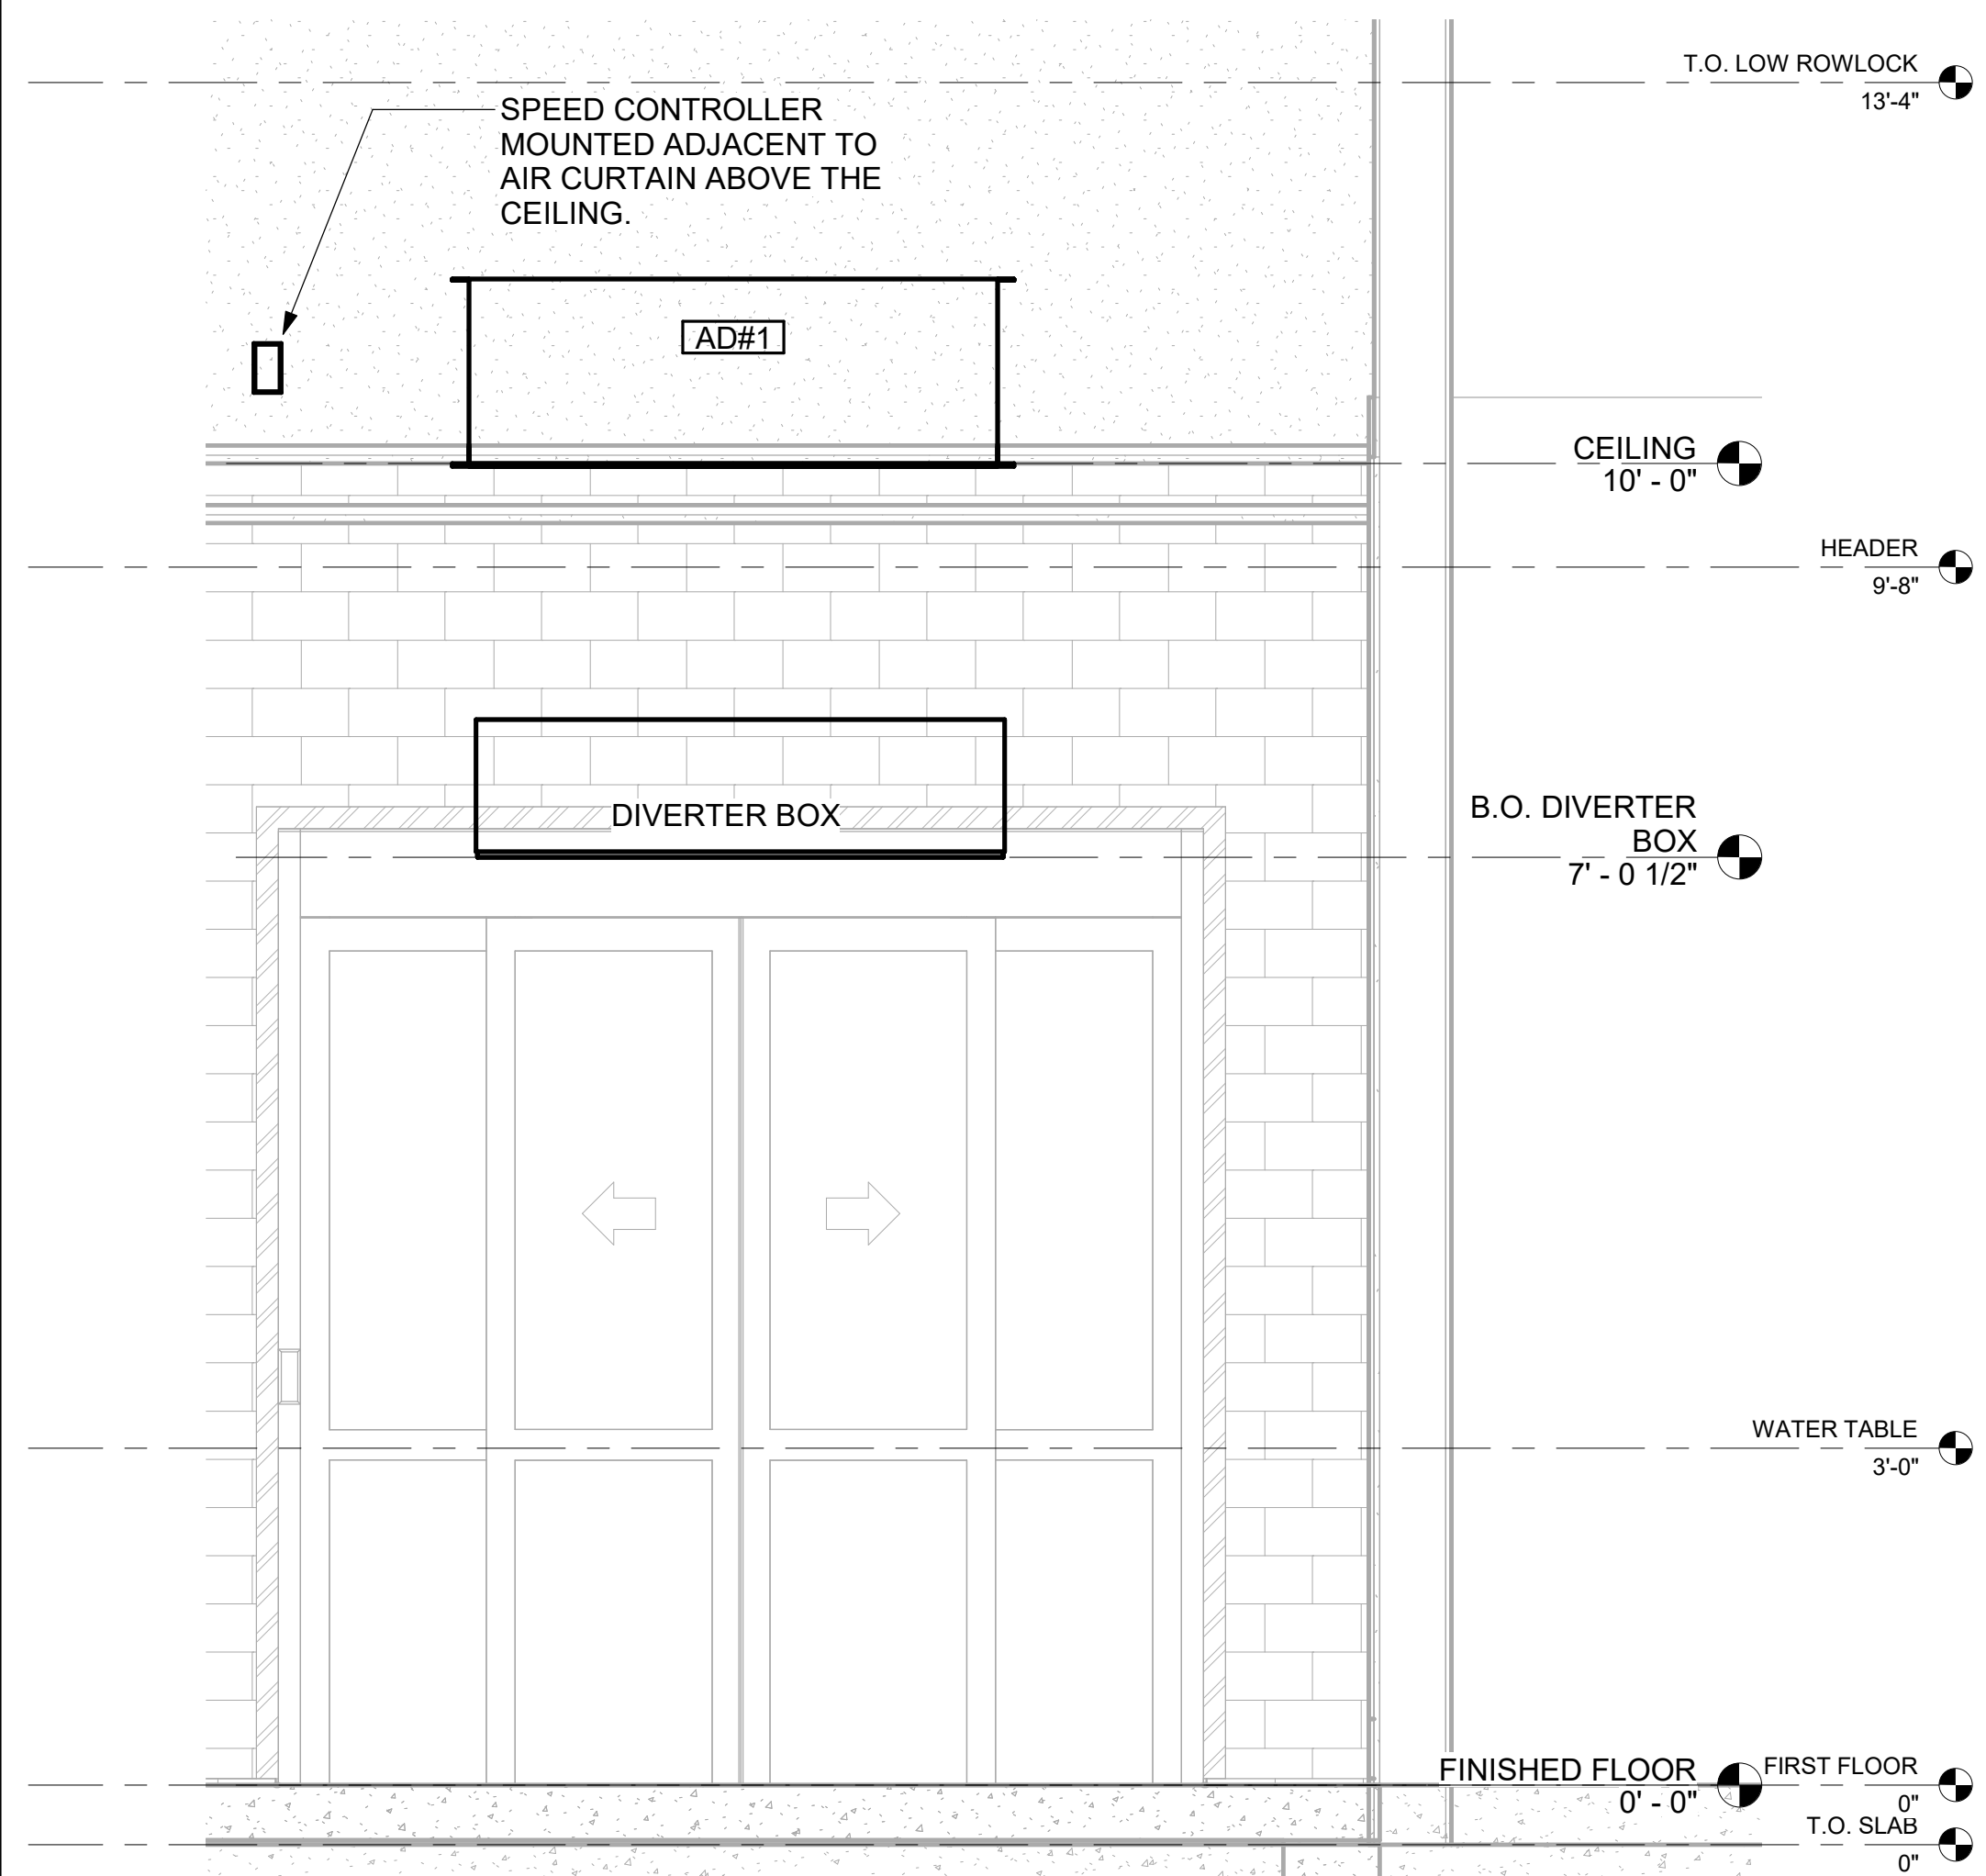 T.O. LOW ROWLOCK
13'-4"
SPEED CONTROLLER
MOUNTED ADJACENT TO
AIR CURTAIN ABOVE THE
CEILING.
AD#1
CEILING
10' - 0"
HEADER
9'-8"
DIVERTER BOX
B.O. DIVERTER
BOX
7' - 0 1/2"
WATER TABLE
3'-0"
FINISHED FLOOR
0' - 0"
FIRST FLOOR
0"
T.O. SLAB
0"